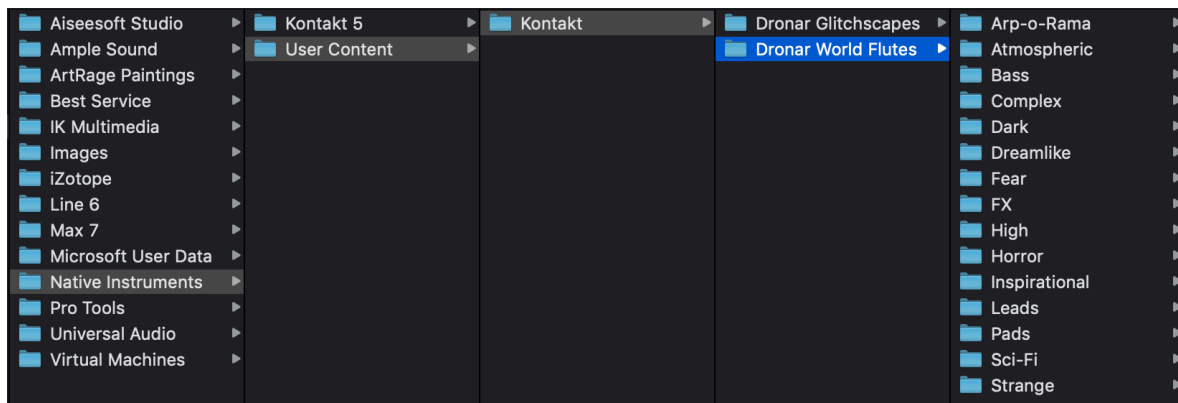 Aiseesoft Studio
Ample Sound
ArtRage Paintings
Best Service
IK Multimedia
Images
iZotope
Line 6
Max 7
Microsoft User Data
Native Instruments
Pro Tools
Universal Audio
Virtual Machines
Kontakt 5
User Content
Kontakt
Dronar Glitchscapes
Dronar World Flutes
Arp-o-Rama
Atmospheric
Bass
Complex
Dark
Dreamlike
Fear
FX
High
Horror
Inspirational
Leads
Pads
Sci-Fi
Strange